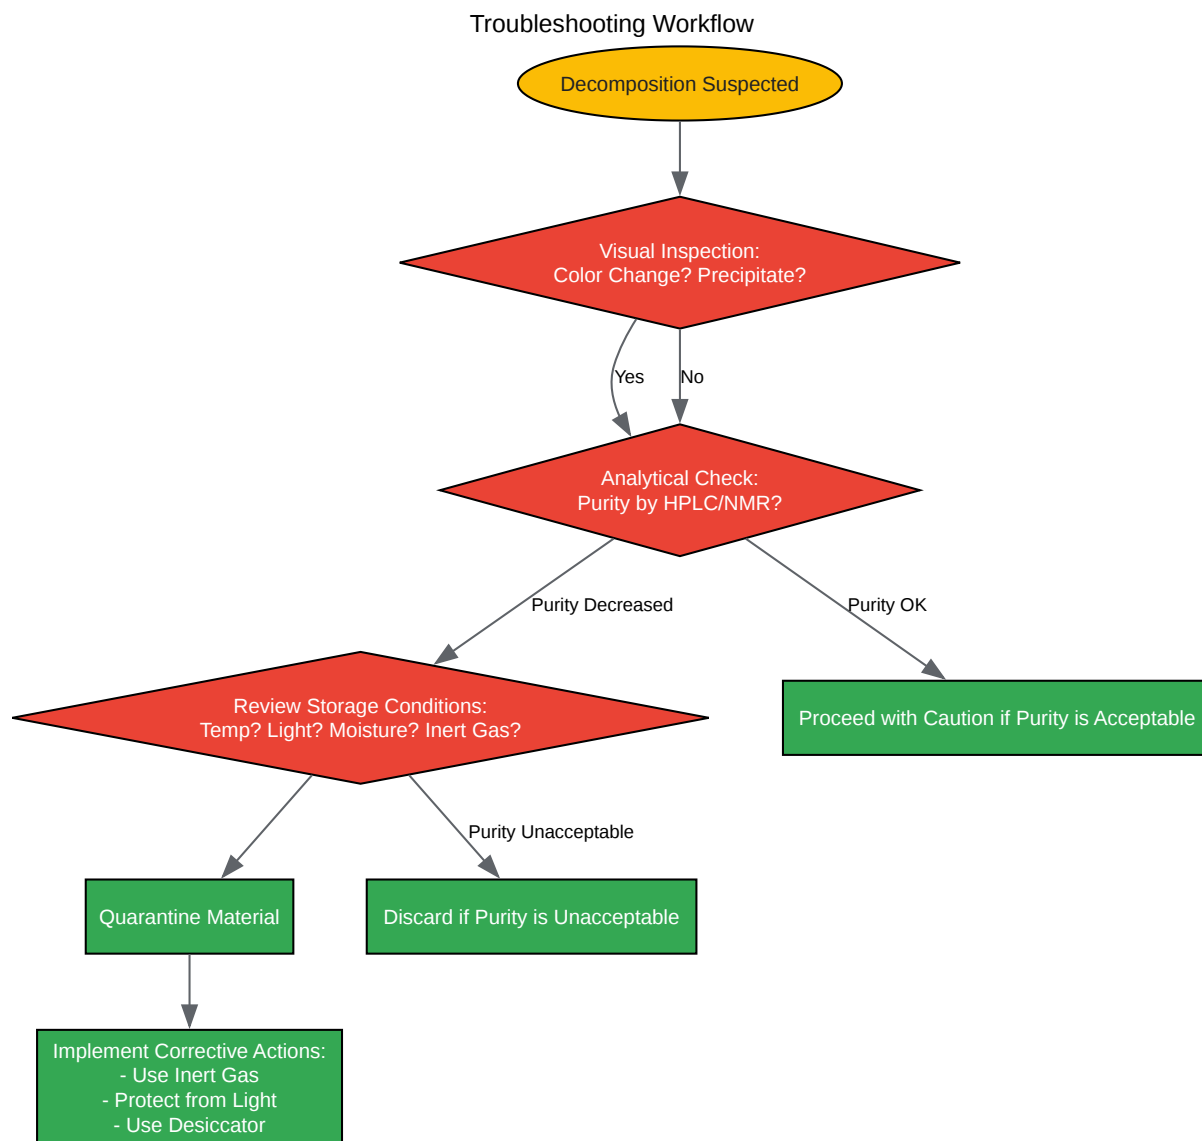 Troubleshooting Workflow
Decomposition Suspected
Visual Inspection:
Color Change? Precipitate?
Yes
No
Analytical Check:
Purity by HPLC/NMR?
Purity Decreased
Purity OK
Review Storage Conditions:
Temp? Light? Moisture? Inert Gas?
Proceed with Caution if Purity is Acceptable
Purity Unacceptable
Quarantine Material
Discard if Purity is Unacceptable
Implement Corrective Actions:
- Use Inert Gas
- Protect from Light
- Use Desiccator